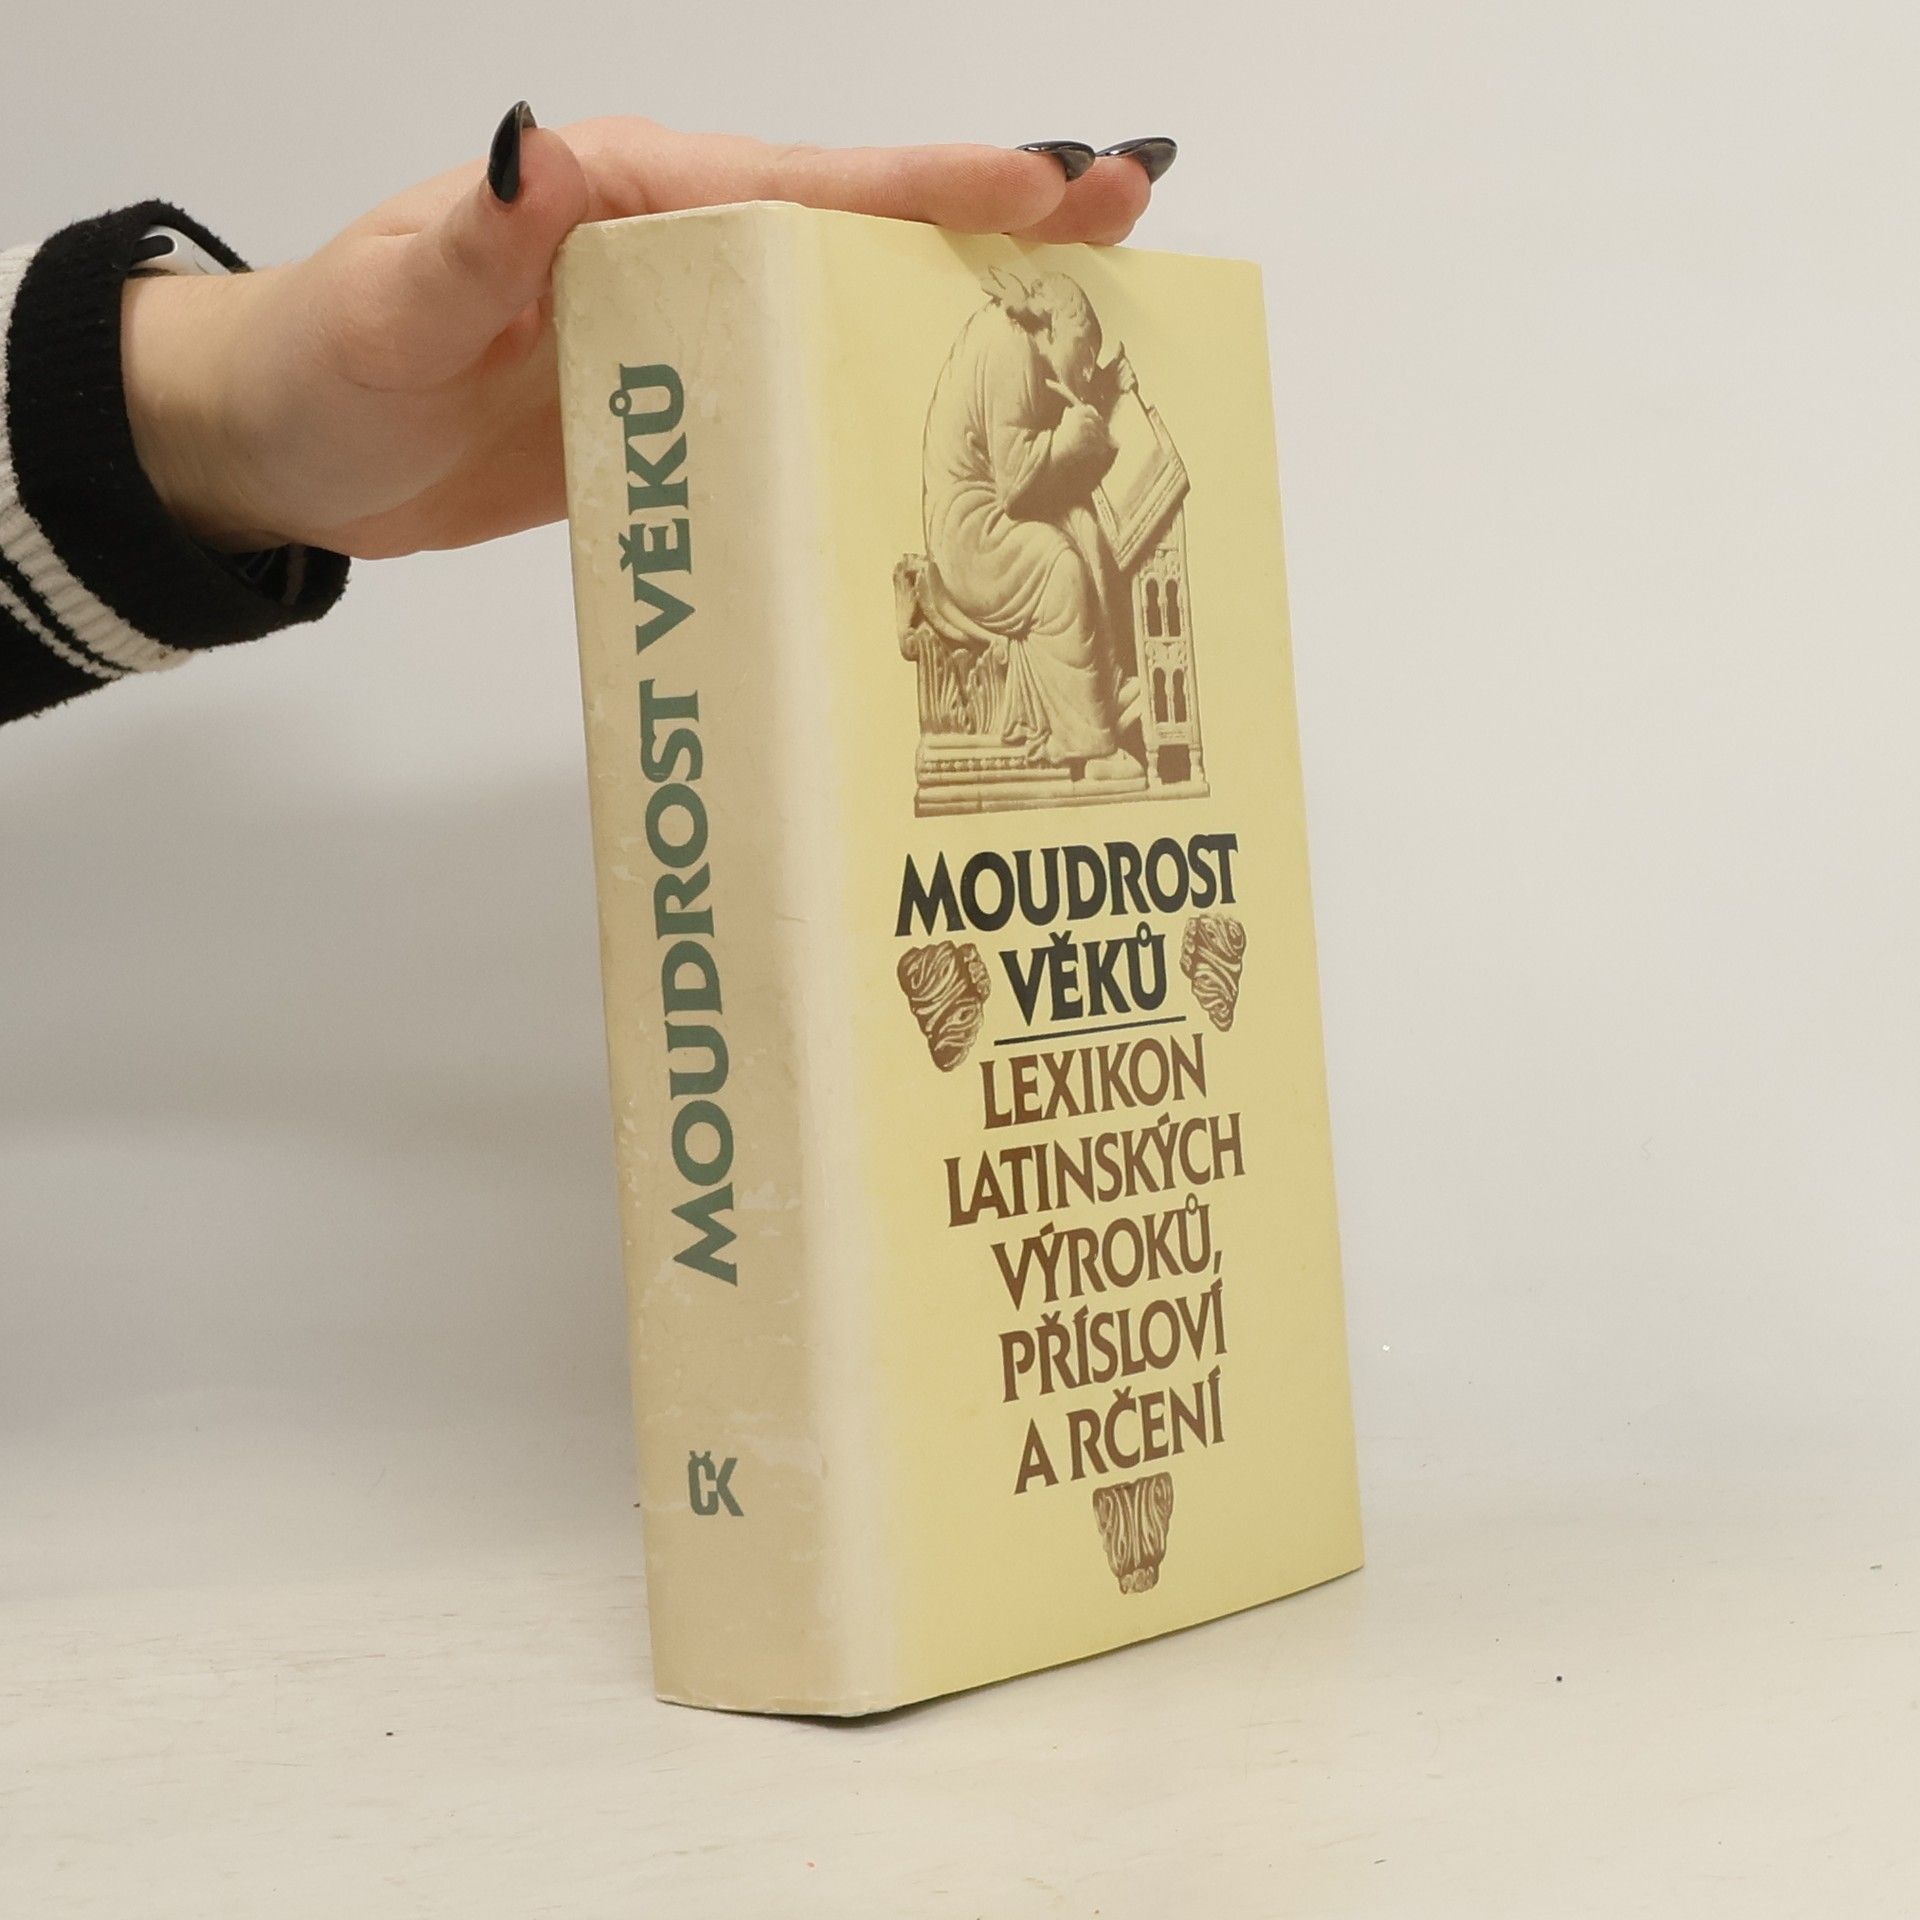 MOUDROST VĚKŮ
ČK
MOUDROST
VĚKŮ
LEXIKON
LATINSKÝCH
VÝROKŮ,
PŘÍSLOVÍ
A RČENÍ